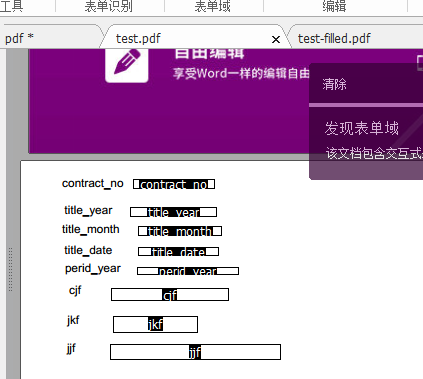 工具 表单识别 表单域 编辑
pdf * test.pdf × test-filled.pdf
自由编辑
享受Word一样的编辑自由
清除
发现表单域
该文档包含交互式
contract_no contract_no
title_year title_year
title_month title_month
title_date title_date
perid_year perid_year
cjf cjf
jkf jkf
jjf jjf